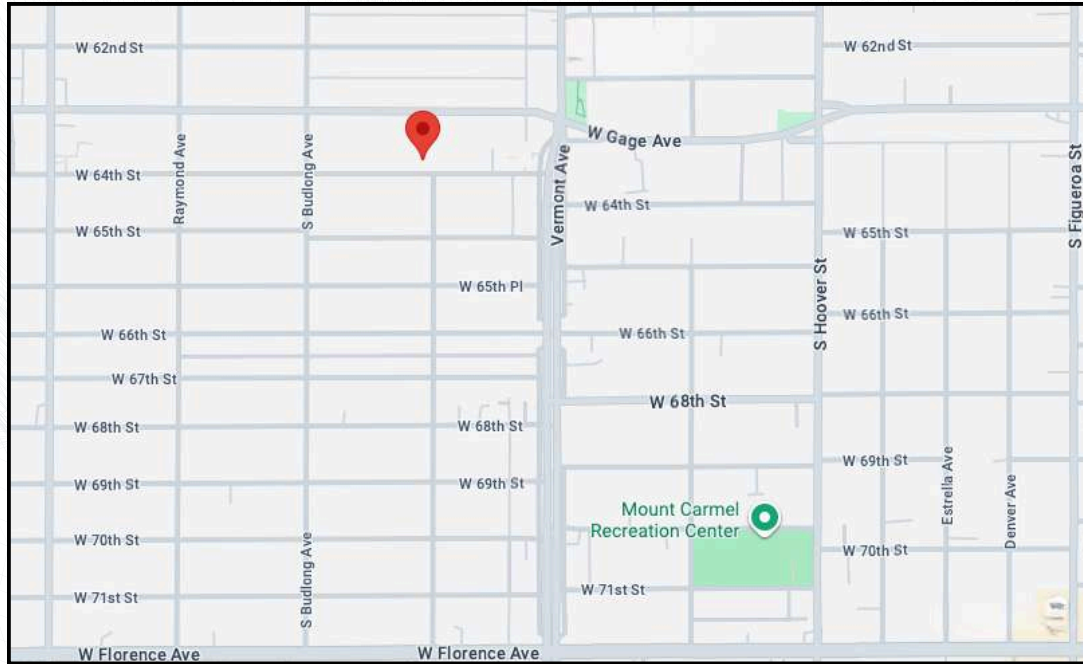 W 62nd St
W 62nd St
W Gage Ave
Raymond Ave
S Budlong Ave
Vermont Ave
S Figueroa St
W 64th St
W 64th St
W 65th St
W 65th St
W 65th Pl
S Hoover St
W 66th St
W 66th St
W 66th St
W 67th St
W 68th St
W 68th St
W 68th St
W 69th St
W 69th St
W 69th St
Estrella Ave
Denver Ave
Mount Carmel
Recreation Center
W 70th St
W 70th St
S Budlong Ave
W 71st St
W 71st St
W Florence Ave
W Florence Ave